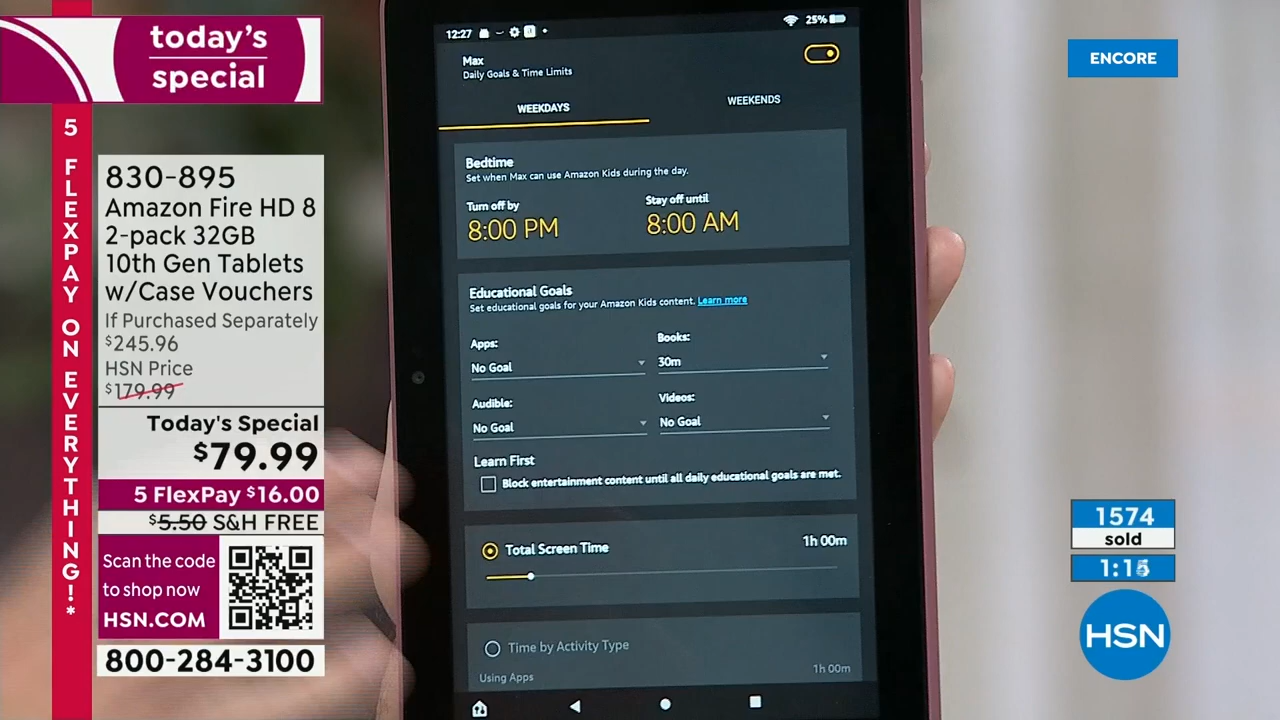 today's
special
5 FLEXPAY ON EVERYTHING!*
830-895
Amazon Fire HD 8
2-pack 32GB
10th Gen Tablets
w/Case Vouchers
If Purchased Separately
$245.96
HSN Price
$179.99
Today's Special
$79.99
5 FlexPay $16.00
$5.50 S&H FREE
Scan the code
to shop now
HSN.COM
800-284-3100
12:27
25%
Max
Daily Goals & Time Limits
WEEKDAYS
WEEKENDS
Bedtime
Set when Max can use Amazon Kids during the day.
Turn off by
8:00 PM
Stay off until
8:00 AM
Educational Goals
Set educational goals for your Amazon Kids content. Learn more
Apps:
No Goal
Books:
30m
Audible:
No Goal
Videos:
No Goal
Learn First
Block entertainment content until all daily educational goals are met.
Total Screen Time
1h 00m
Time by Activity Type
Using Apps
1h 00m
ENCORE
1574
sold
HSN